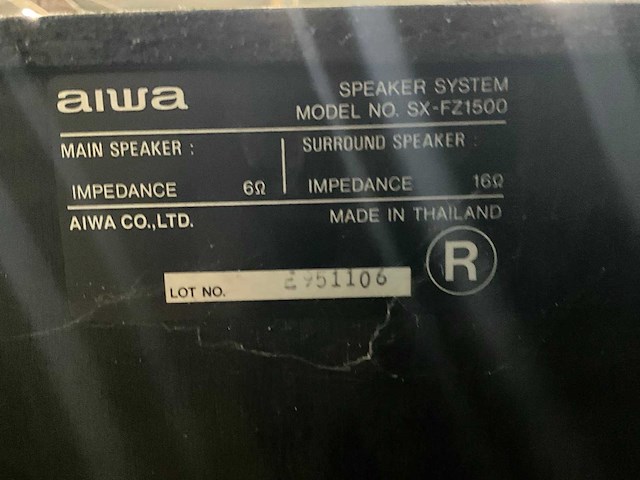 aiwa
SPEAKER SYSTEM
MODEL NO. SX-FZ1500
MAIN SPEAKER :
SURROUND SPEAKER :
IMPEDANCE 6Ω
IMPEDANCE 16Ω
AIWA CO.,LTD.
MADE IN THAILAND
R
LOT NO.